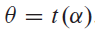 θ = t(α)